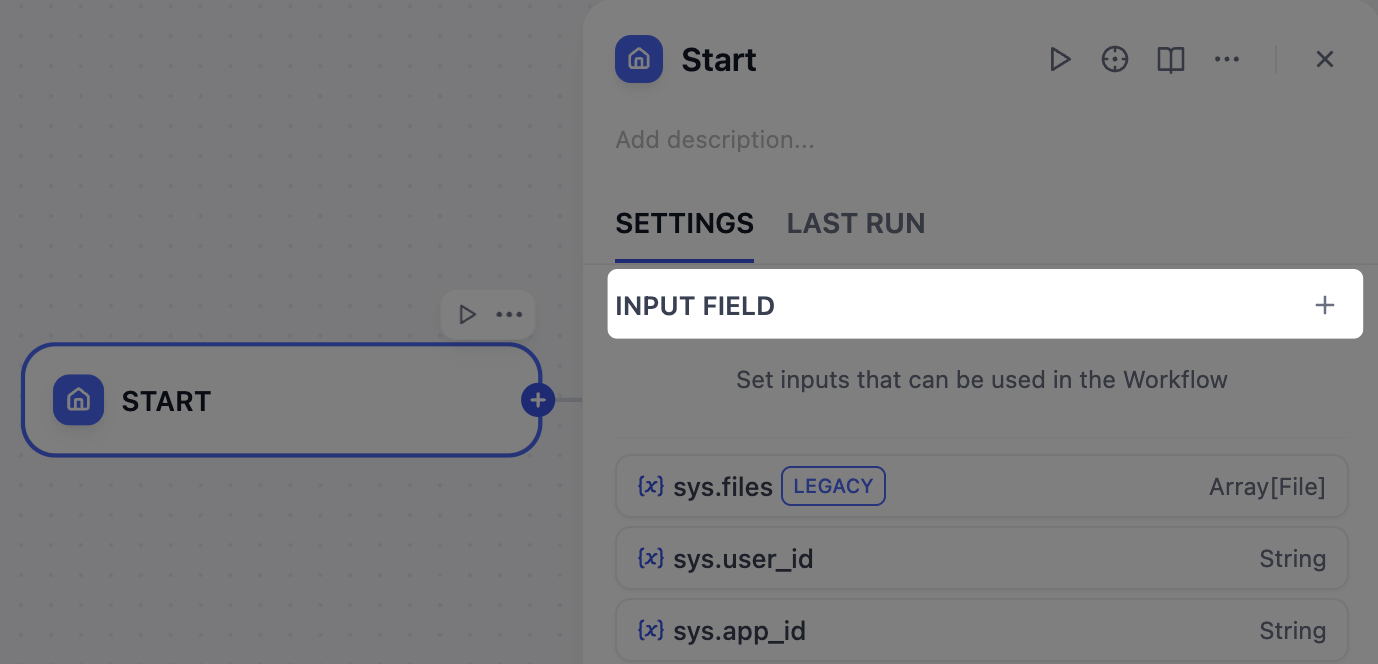 Start
Add description...
SETTINGS
LAST RUN
INPUT FIELD
Set inputs that can be used in the Workflow
START
{x} sys.files LEGACY Array[File]
{x} sys.user_id String
{x} sys.app_id String